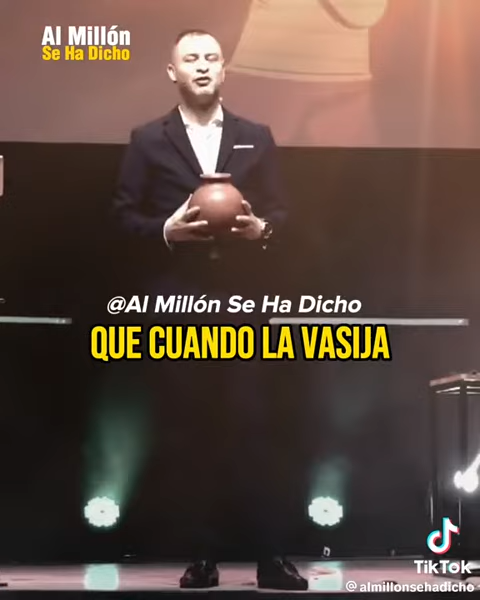 Al Millón
Se Ha Dicho
@Al Millón Se Ha Dicho
QUE CUANDO LA VASIJA
TikTok
@almillonsehadicho